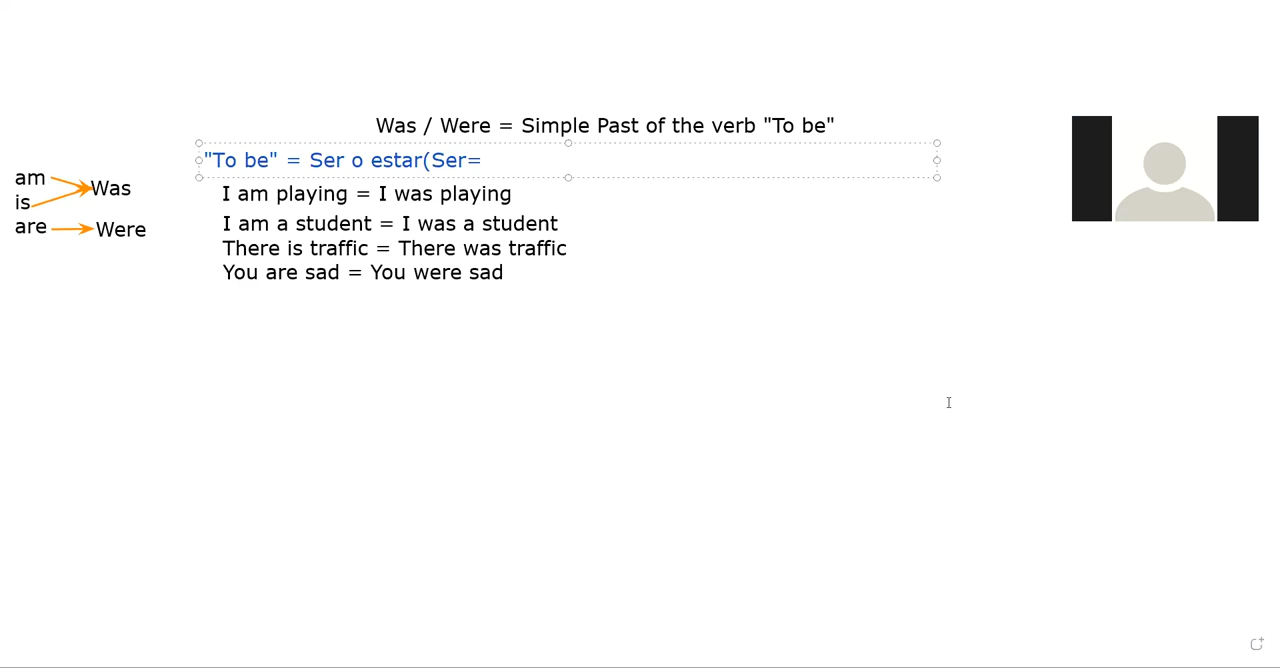 Was / Were = Simple Past of the verb "To be"
"To be" = Ser o estar(Ser=
am
is
are
Was
Were
I am playing = I was playing
I am a student = I was a student
There is traffic = There was traffic
You are sad = You were sad